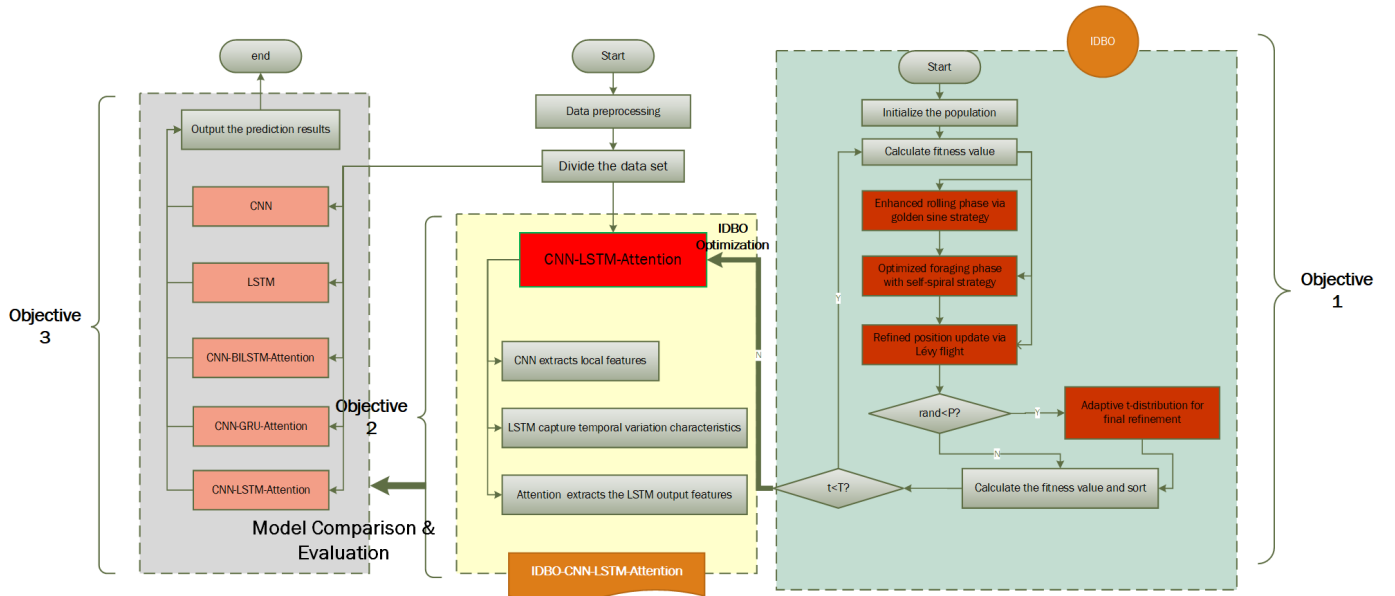 end
Output the prediction results
CNN
LSTM
CNN-BILSTM-Attention
CNN-GRU-Attention
CNN-LSTM-Attention
Objective
3
Model Comparison &
Evaluation
Start
Data preprocessing
Divide the data set
CNN-LSTM-Attention
IDBO
Optimization
CNN extracts local features
LSTM capture temporal variation characteristics
Attention extracts the LSTM output features
IDBO-CNN-LSTM-Attention
Objective
2
IDBO
Start
Initialize the population
Calculate fitness value
Enhanced rolling phase via
golden sine strategy
Optimized foraging phase
with self-spiral strategy
Refined position update via
Lévy flight
rand<P?
Y
Adaptive t-distribution for
final refinement
N
Calculate the fitness value and sort
t<T?
Y
N
Objective
1